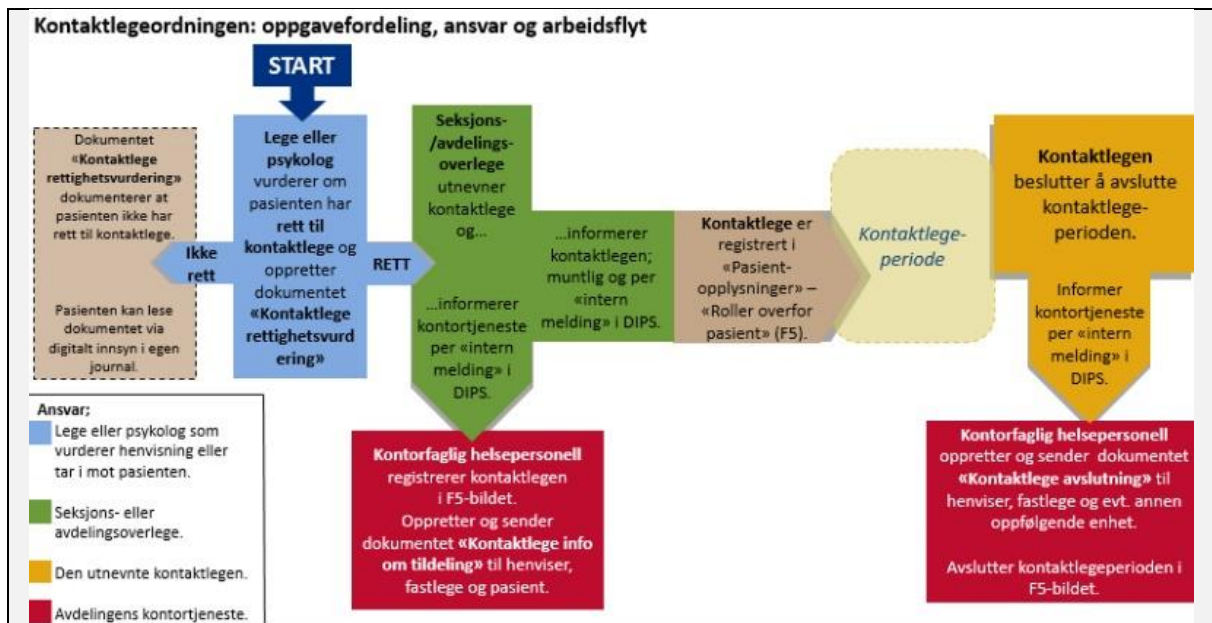 Kontaktlegeordningen: oppgavefordeling, ansvar og arbeidsflyt
START
Dokumentet
«Kontaktlege
rettighetsvurdering»
dokumenterer at
pasienten ikke har
rett til kontaktlege.
Pasienten kan lese
dokumentet via
digitalt innsyn i egen
journal.
Ikke
rett
Lege eller
psykolog
vurderer om
pasienten har
rett til
kontaktlege og
oppretter
dokumentet
«Kontaktlege
rettighetsvurd
ering»
RETT
Seksjons-
/avdelings-
overlege
utnevner
kontaktlege
og...
...informerer
kontortjeneste
per «intern
melding» i
DIPS.
...informerer
kontaktlegen;
muntlig og per
«intern
melding» i DIPS.
Kontaktlege er
registrert i
«Pasient-
opplysninger» –
«Roller overfor
pasient» (F5).
Kontaktlege-
periode
Kontaktlegen
beslutter å avslutte
kontaktlege-
perioden.
Informer
kontortjeneste
per «intern
melding» i
DIPS.
Kontorfaglig helsepersonell
registrerer kontaktlegen
i F5-bildet.
Oppretter og sender
dokumentet «Kontaktlege info
om tildeling» til henviser,
fastlege og pasient.
Kontorfaglig helsepersonell
oppretter og sender dokumentet
«Kontaktlege avslutning» til
henviser, fastlege og evt. annen
oppfølgende enhet.
Avslutter kontaktlegeperioden i
F5-bildet.
Ansvar;
Lege eller psykolog som
vurderer henvisning eller
tar i mot pasienten.
Seksjons- eller
avdelingsoverlege.
Den utnevnte kontaktlegen.
Avdelingens kontortjeneste.